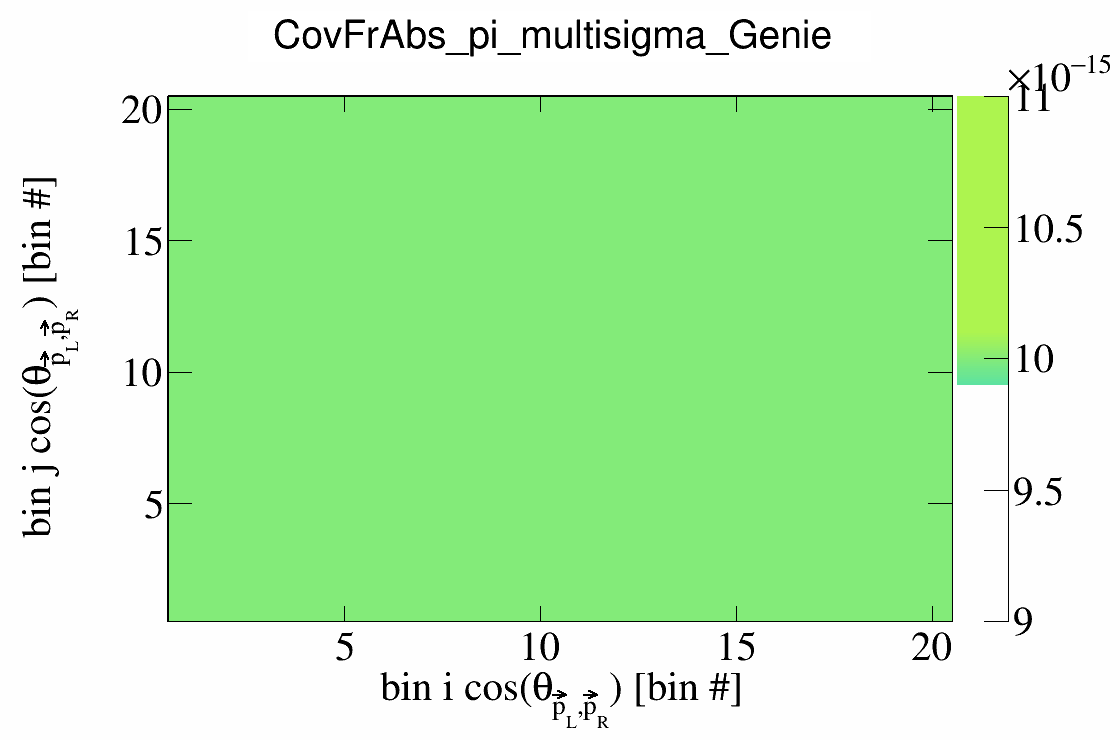 CovFrAbs_pi_multisigma_Genie
×10⁻¹⁵
11
10.5
10
9.5
9
20
15
10
5
bin j cos(θ_{p⃗_L,p⃗_R}) [bin #]
5 10 15 20
bin i cos(θ_{p⃗_L,p⃗_R}) [bin #]